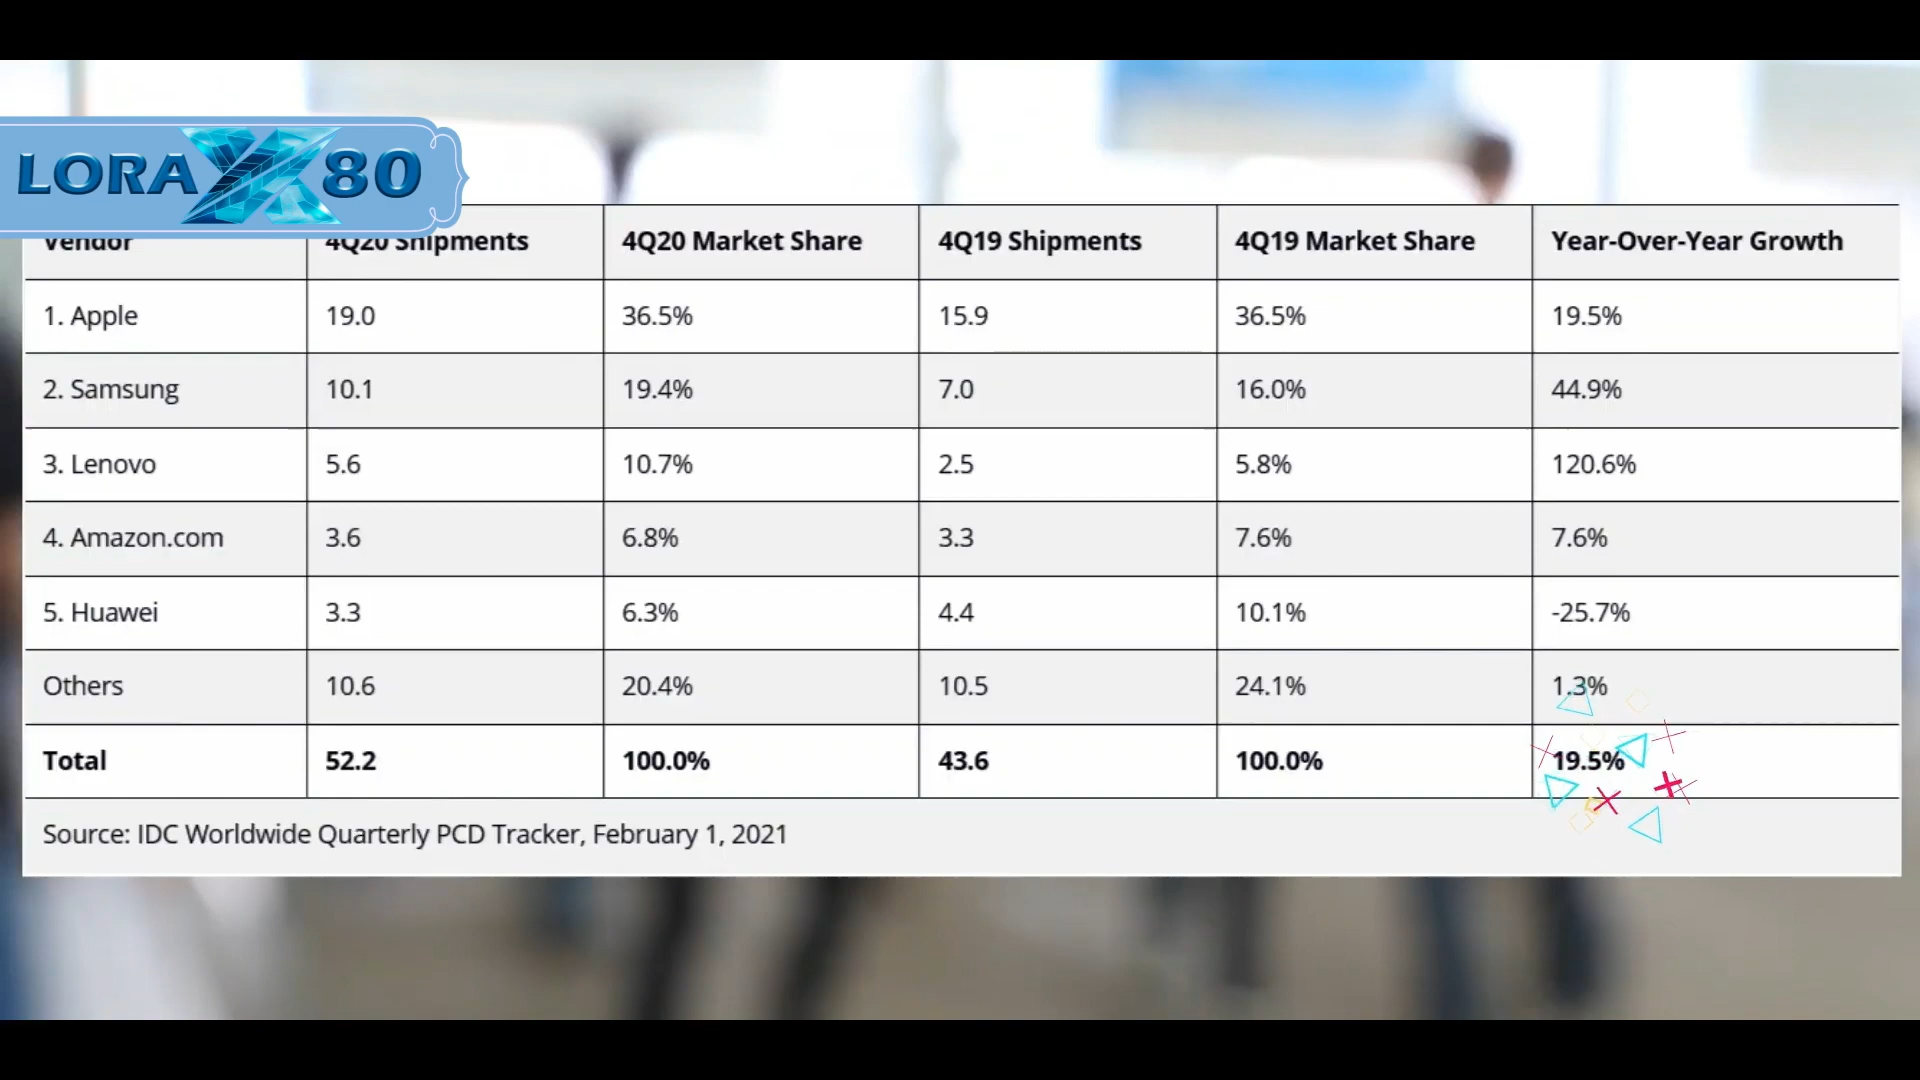 LORA X 80
Vendor 4Q20 Shipments 4Q20 Market Share 4Q19 Shipments 4Q19 Market Share Year-Over-Year Growth
1. Apple 19.0 36.5% 15.9 36.5% 19.5%
2. Samsung 10.1 19.4% 7.0 16.0% 44.9%
3. Lenovo 5.6 10.7% 2.5 5.8% 120.6%
4. Amazon.com 3.6 6.8% 3.3 7.6% 7.6%
5. Huawei 3.3 6.3% 4.4 10.1% -25.7%
Others 10.6 20.4% 10.5 24.1% 1.3%
Total 52.2 100.0% 43.6 100.0% 19.5%
Source: IDC Worldwide Quarterly PCD Tracker, February 1, 2021